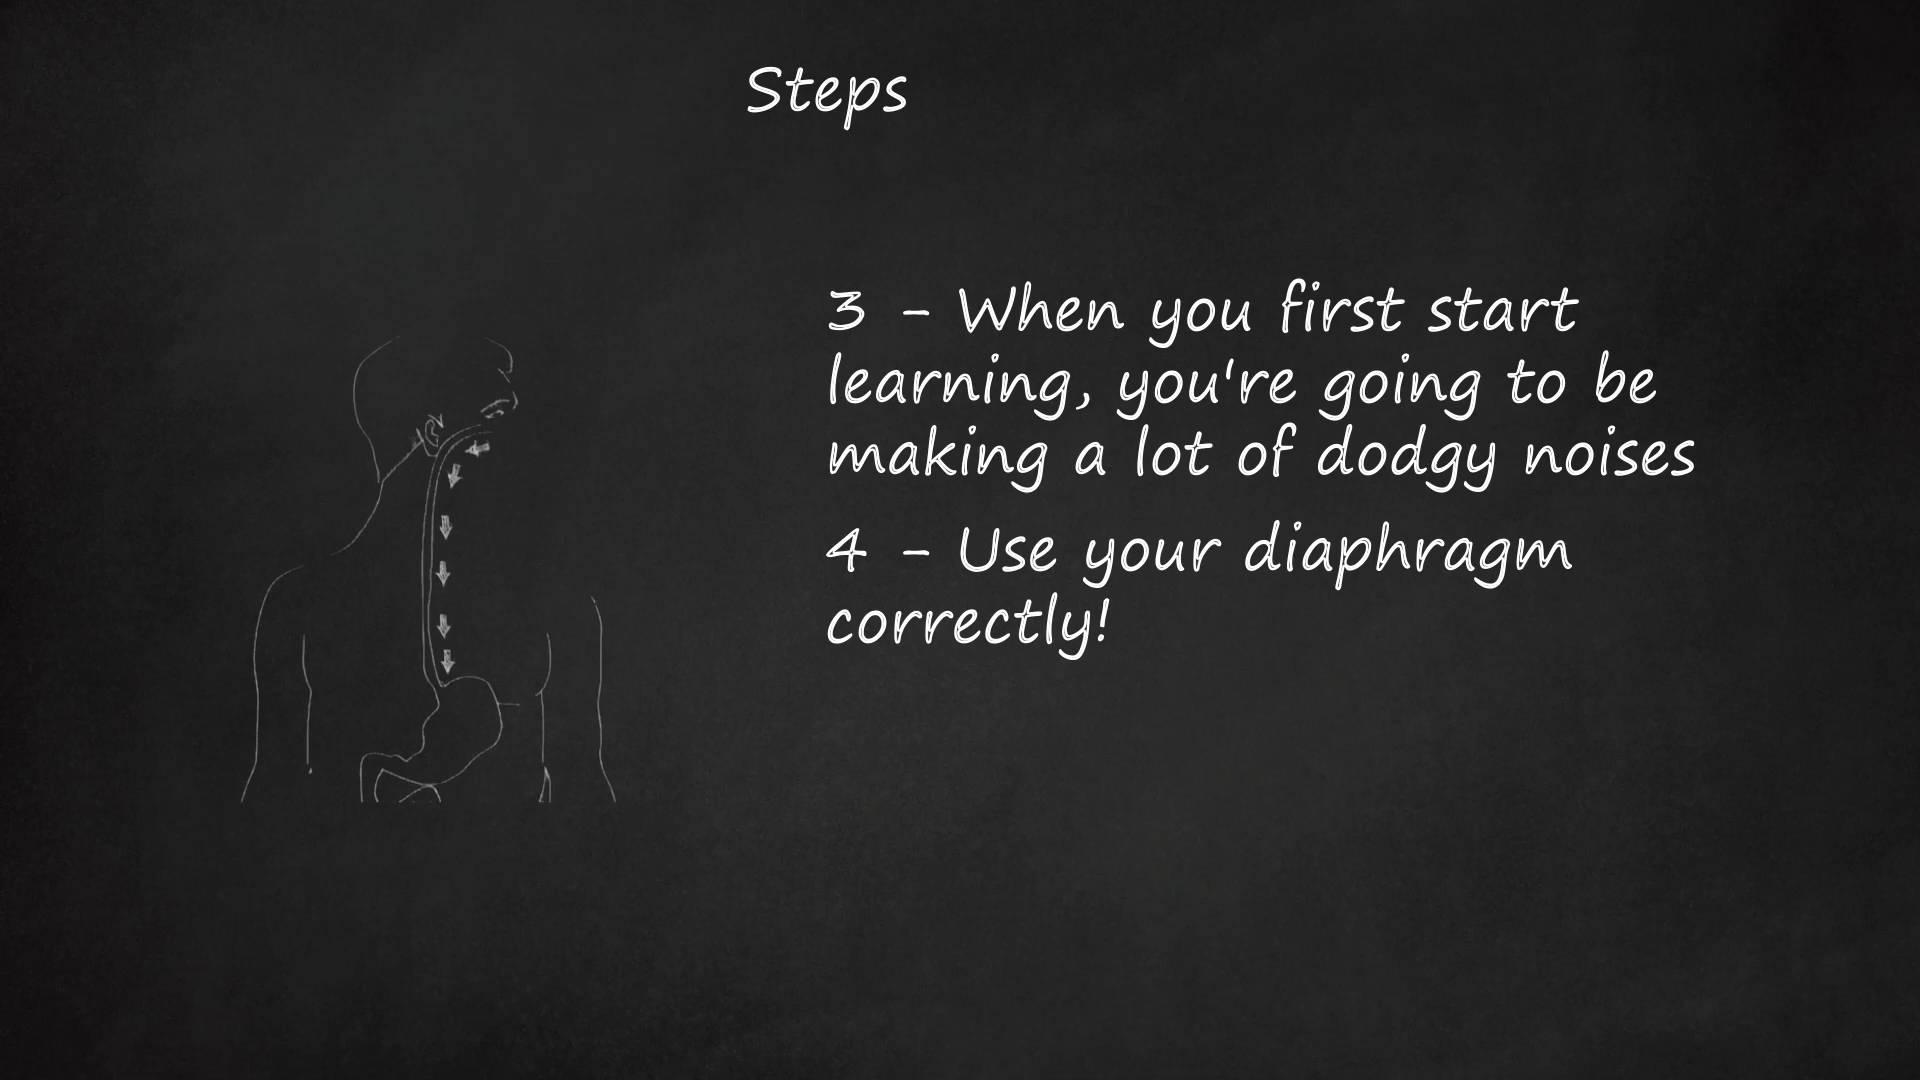 Steps
3 - When you first start
learning, you're going to be
making a lot of dodgy noises
4 - Use your diaphragm
correctly!